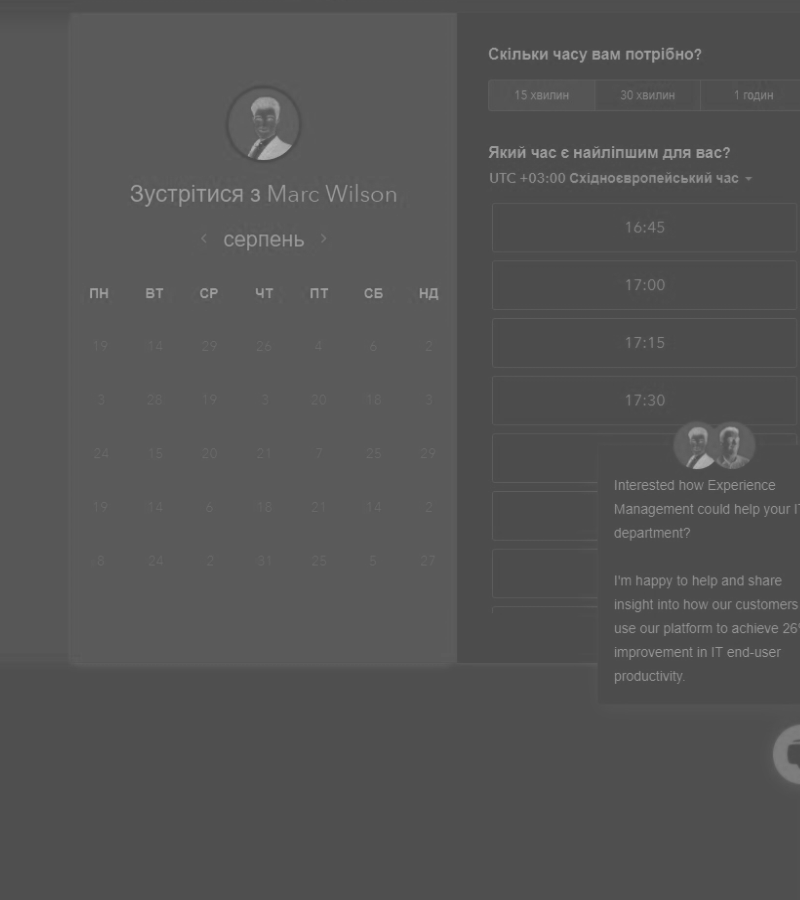 Зустрітися з Marc Wilson
серпень
ПН ВТ СР ЧТ ПТ СБ НД
19 14 29 26 4 6 2
3 28 19 3 20 18 3
24 15 20 21 7 25 29
19 14 6 18 21 14 2
8 24 2 31 25 5 27
Скільки часу вам потрібно?
15 хвилин 30 хвилин 1 годин
Який час є найліпшим для вас?
UTC +03:00 Східноєвропейський час
16:45
17:00
17:15
17:30
Interested how Experience
Management could help your IT
department?
I'm happy to help and share
insight into how our customers
use our platform to achieve 26%
improvement in IT end-user
productivity.